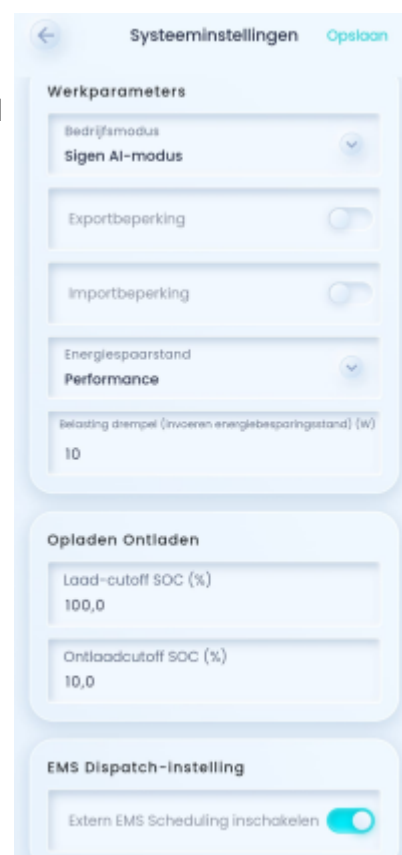 Systeeminstellingen Opslaan
Werkparameters
Bedrijfsmodus
Sigen AI-modus
Exportbeperking
Importbeperking
Energiespaarstand
Performance
Belasting drempel (invoeren energiebesparingsstand) (W)
10
Opladen Ontladen
Laad-cutoff SOC (%)
100,0
Ontlaadcutoff SOC (%)
10,0
EMS Dispatch-instelling
Extern EMS Scheduling inschakelen